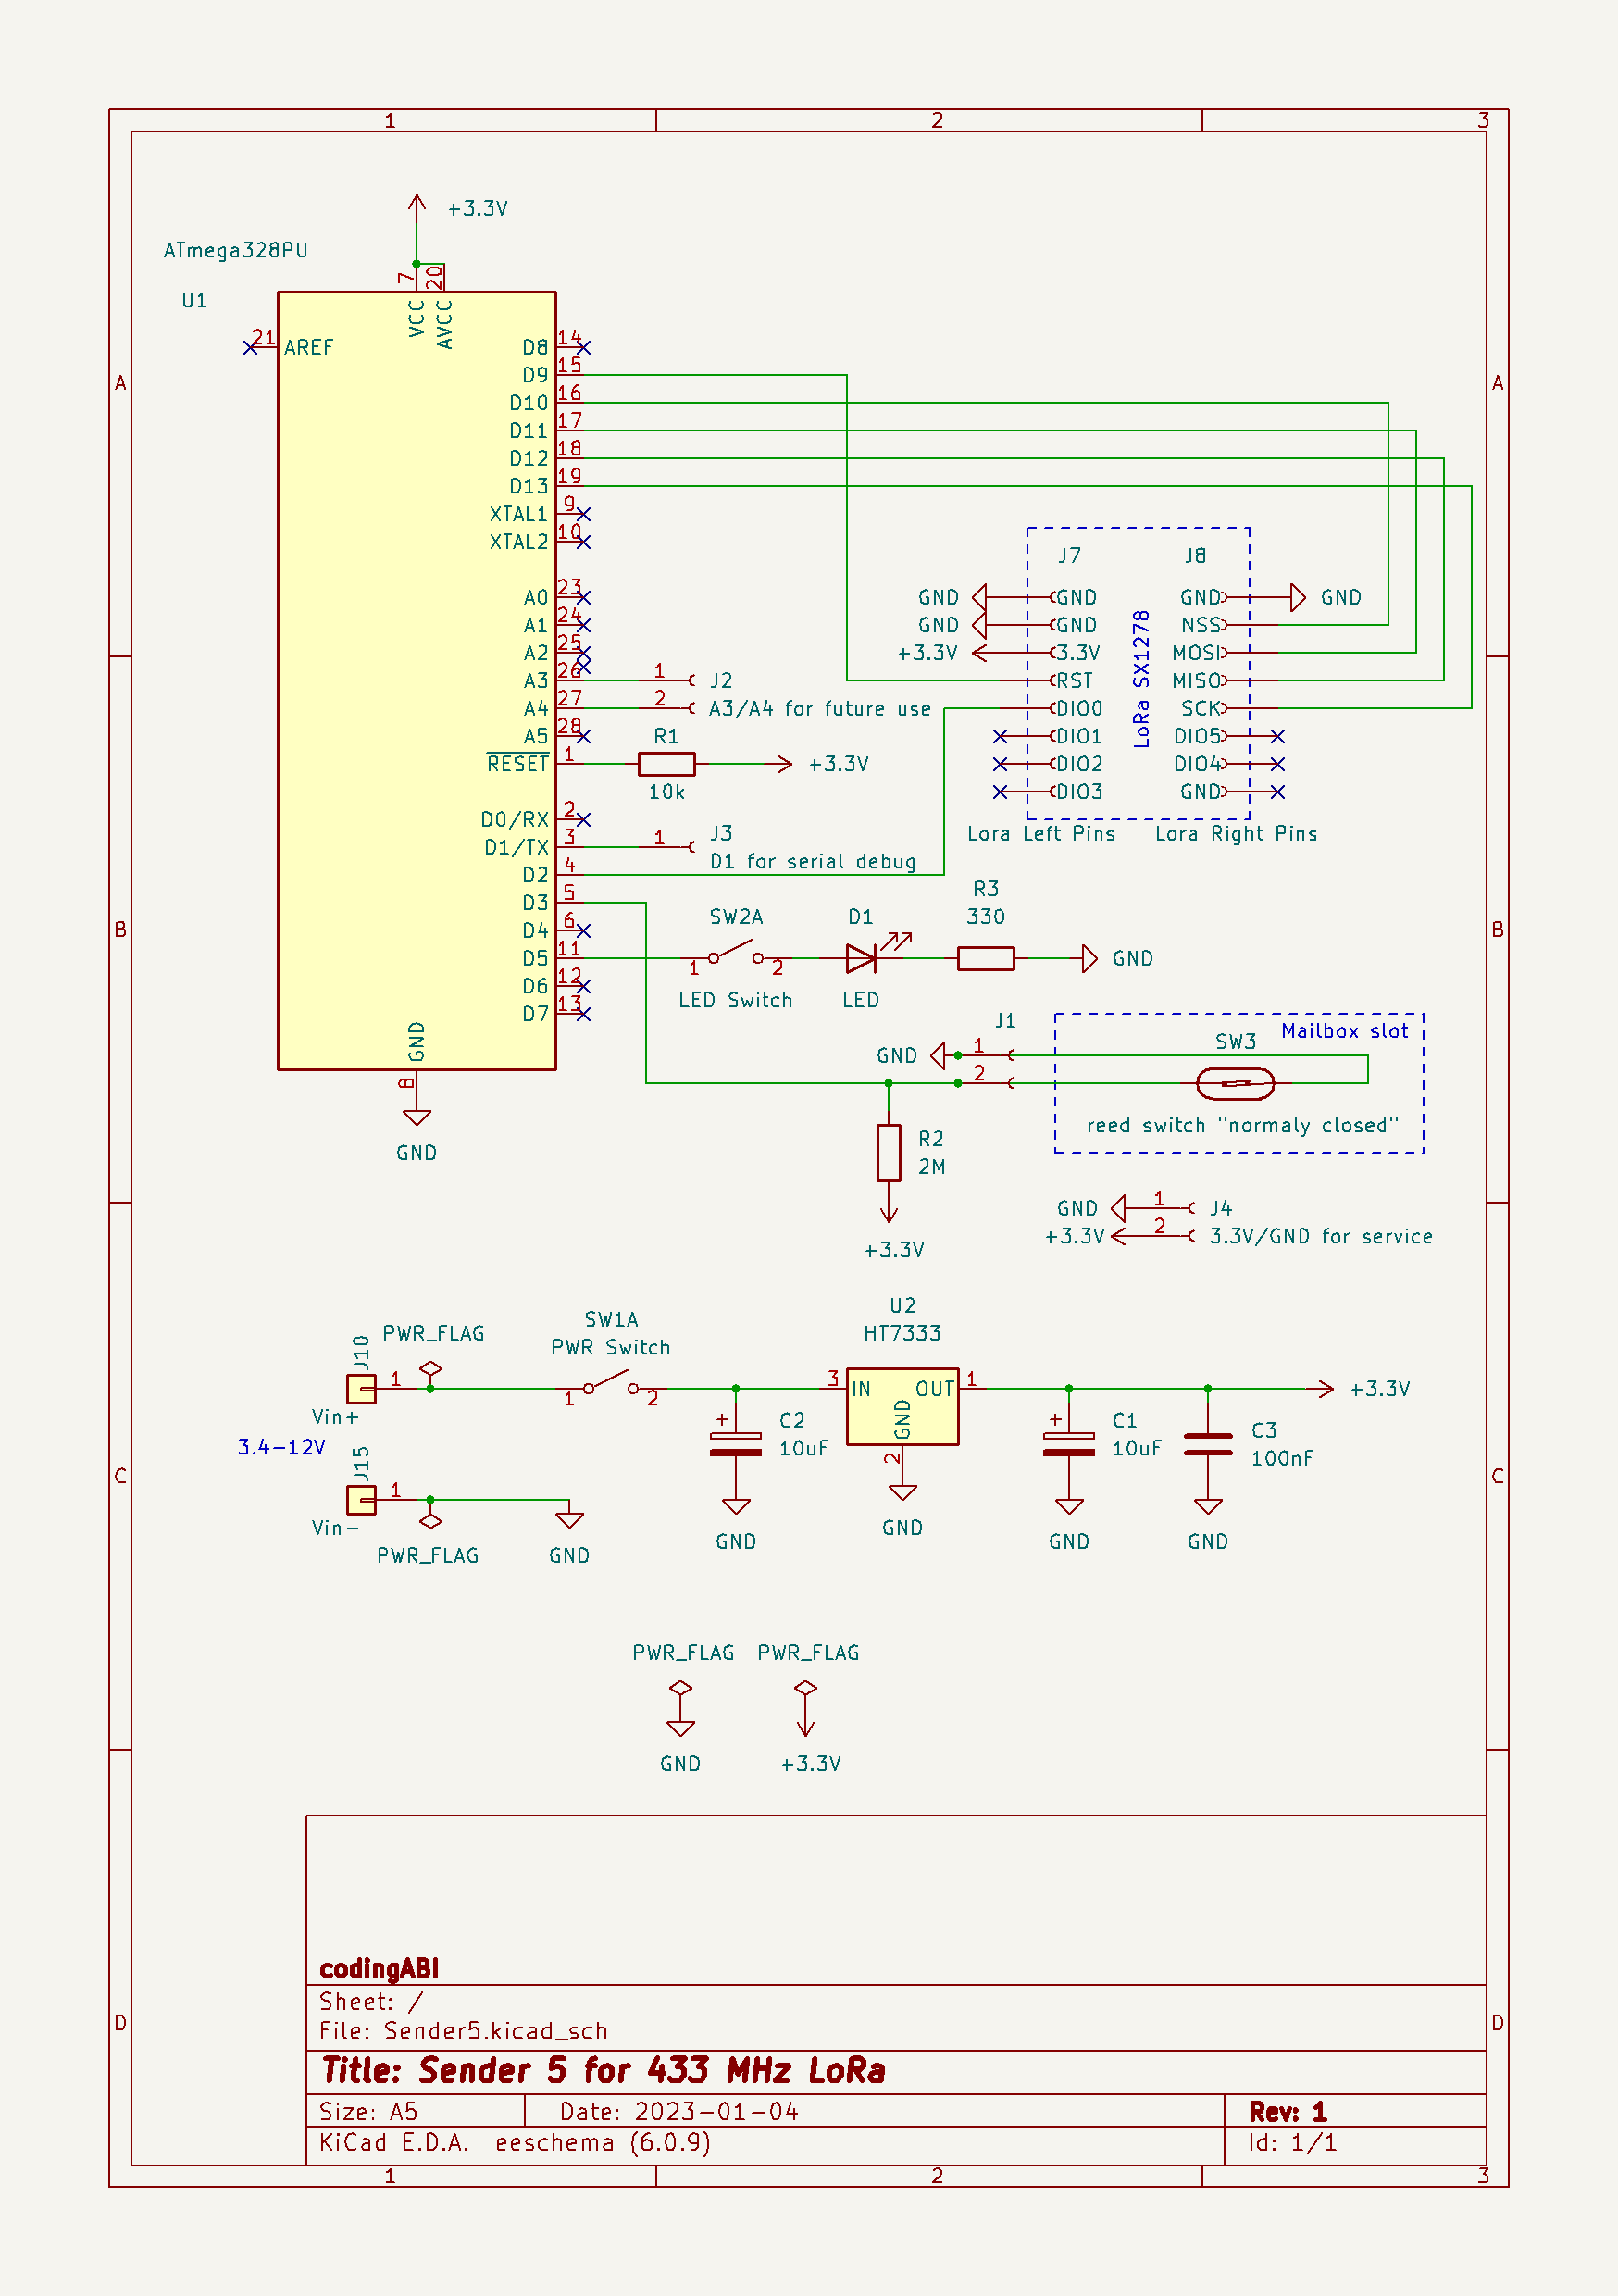 1 2 3
+3.3V
ATmega328PU
U1
7 20
VCC AVCC
21 AREF
D8 14
D9 15
D10 16
D11 17
D12 18
D13 19
XTAL1 9
XTAL2 10
A0 23
A1 24
A2 25
A3 26
A4 27
A5 28
RESET 1
D0/RX 2
D1/TX 3
D2 4
D3 5
D4 6
D5 11
D6 12
D7 13
GND
8
GND
A
A
B
B
C
C
D
D
J7 J8
GND GND GND GND
GND GND NSS
+3.3V 3.3V MOSI
RST MISO
DIO0 SCK
DIO1 DIO5
DIO2 DIO4
DIO3 GND
LoRa SX1278
Lora Left Pins Lora Right Pins
1 J2
2 A3/A4 for future use
R1
10k
+3.3V
1 J3
D1 for serial debug
SW2A
1 2
LED Switch
D1
LED
R3
330
GND
J1
GND 1
2
Mailbox slot
SW3
reed switch "normaly closed"
R2
2M
+3.3V
GND 1 J4
+3.3V 2 3.3V/GND for service
J10
PWR_FLAG
1
Vin+
3.4-12V
J15
1
Vin-
PWR_FLAG
GND
SW1A
PWR Switch
1 2
+
C2
10uF
GND
U2
HT7333
3 IN OUT 1
GND
2
GND
+
C1
10uF
GND
C3
100nF
GND
+3.3V
PWR_FLAG PWR_FLAG
GND +3.3V
codingABI
Sheet: /
File: Sender5.kicad_sch
Title: Sender 5 for 433 MHz LoRa
Size: A5 Date: 2023-01-04 Rev: 1
KiCad E.D.A. eeschema (6.0.9) Id: 1/1
1 2 3